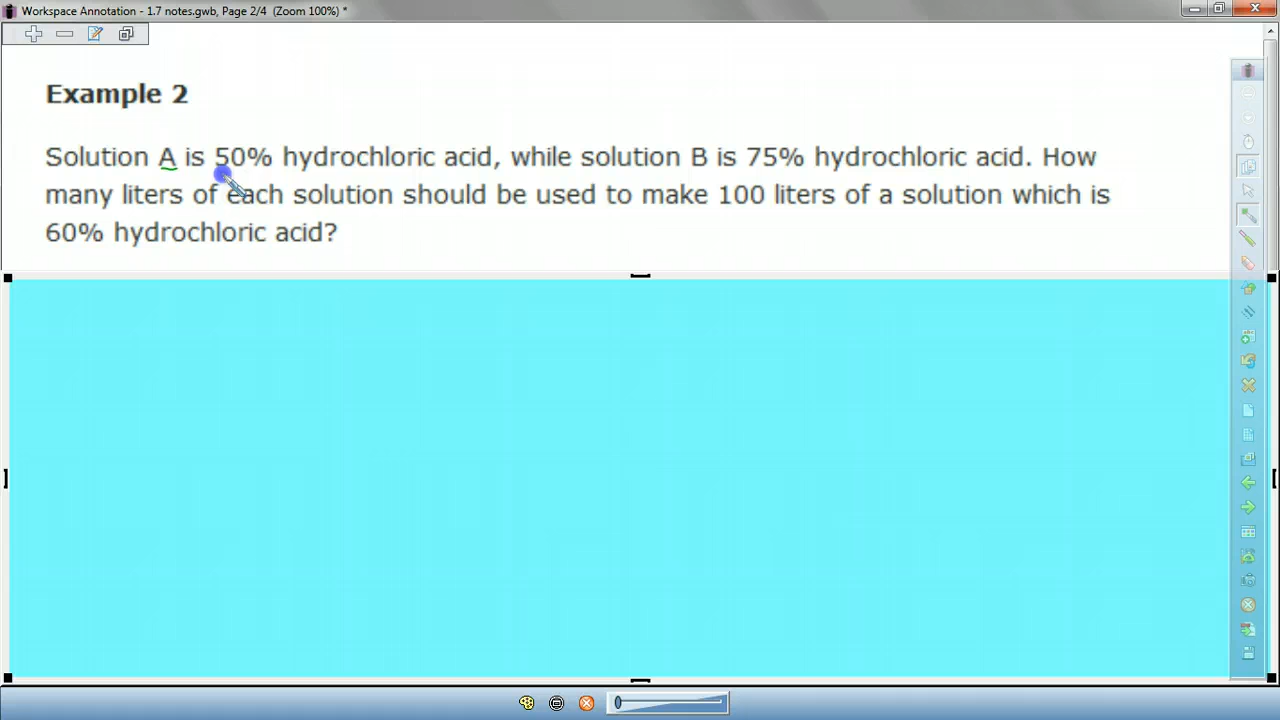 Workspace Annotation - 1.7 notes.gwb, Page 2/4 (Zoom 100%) *
Example 2
Solution A is 50% hydrochloric acid, while solution B is 75% hydrochloric acid. How
many liters of each solution should be used to make 100 liters of a solution which is
60% hydrochloric acid?